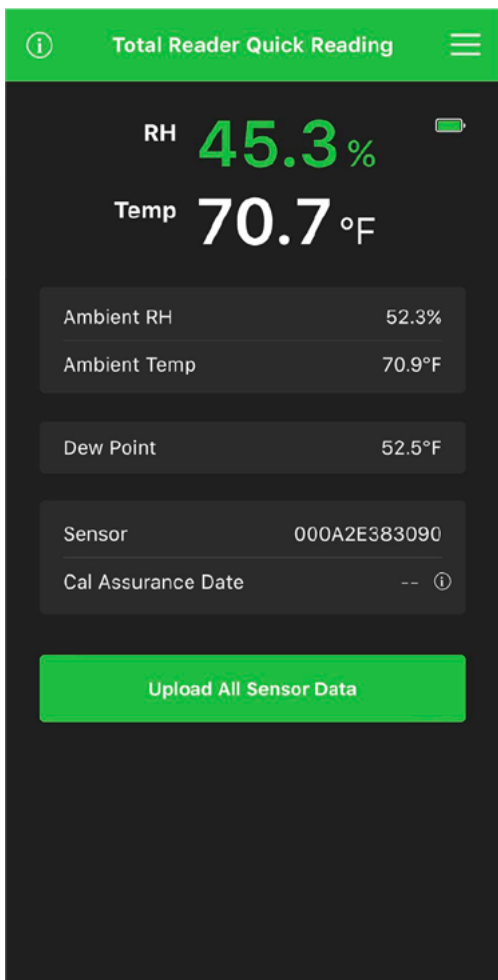 Total Reader Quick Reading
RH 45.3%
Temp 70.7°F
Ambient RH 52.3%
Ambient Temp 70.9°F
Dew Point 52.5°F
Sensor 000A2E383090
Cal Assurance Date --
Upload All Sensor Data